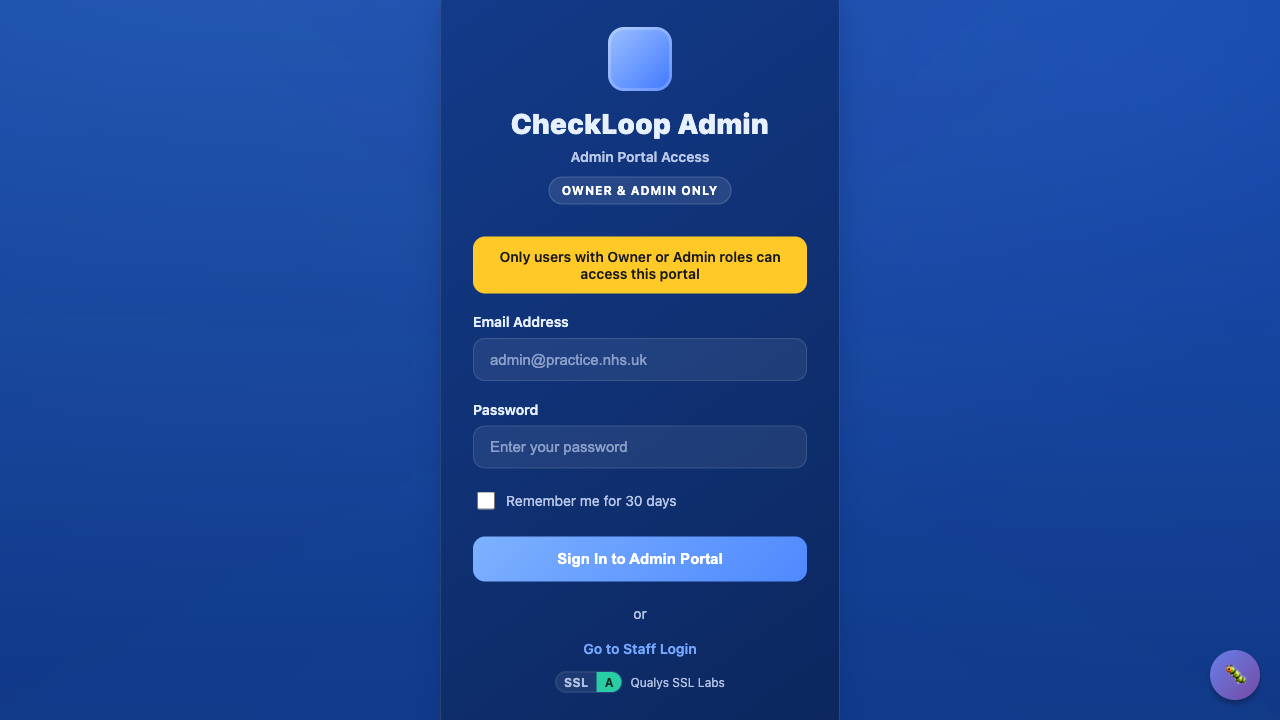 CheckLoop Admin
Admin Portal Access
OWNER & ADMIN ONLY
Only users with Owner or Admin roles can
access this portal
Email Address
admin@practice.nhs.uk
Password
Enter your password
Remember me for 30 days
Sign In to Admin Portal
or
Go to Staff Login
SSL A Qualys SSL Labs